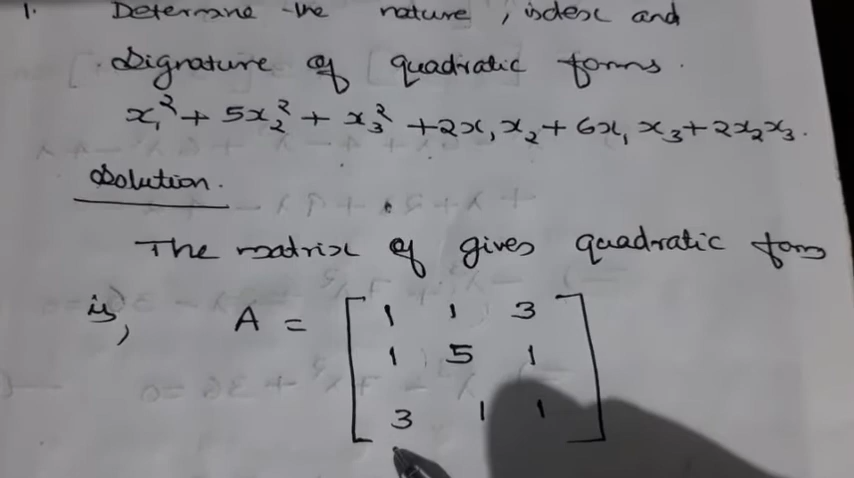 1. Determine the nature, index and
Signature of quadratic forms.
x₁² + 5x₂² + x₃² + 2x₁x₂ + 6x₁x₃ + 2x₂x₃.
Solution.
The matrix of given quadratic form
is, A = [ 1 1 3
1 5 1
3 1 1 ]